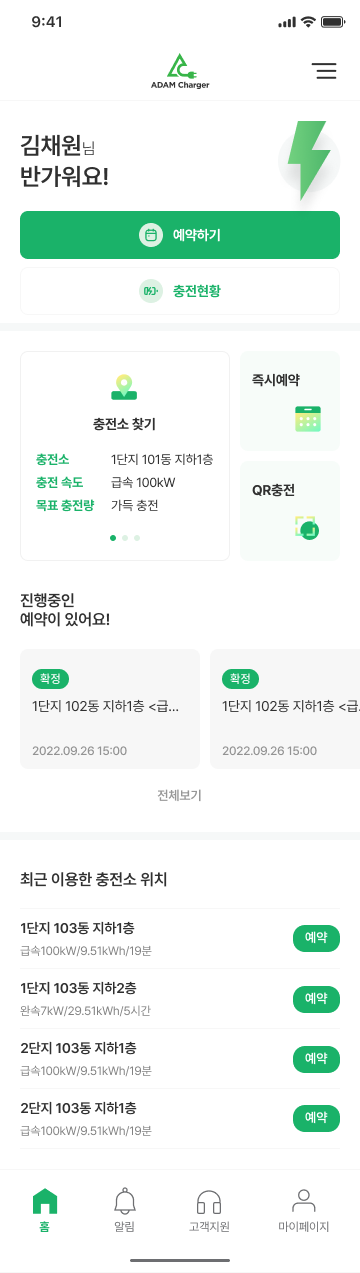 9:41
ADAM Charger
김채원님
반가워요!
예약하기
충전현황
충전소 찾기
충전소 1단지 101동 지하1층
충전 속도 급속 100kW
목표 충전량 가득 충전
즉시예약
QR충전
진행중인
예약이 있어요!
확정
1단지 102동 지하1층 <급...
2022.09.26 15:00
확정
1단지 102동 지하1층 <급...
2022.09.26 15:00
전체보기
최근 이용한 충전소 위치
1단지 103동 지하1층
급속100kW/9.51kWh/19분
예약
1단지 103동 지하2층
완속7kW/29.51kWh/5시간
예약
2단지 103동 지하1층
급속100kW/9.51kWh/19분
예약
2단지 103동 지하1층
급속100kW/9.51kWh/19분
예약
홈 알림 고객지원 마이페이지